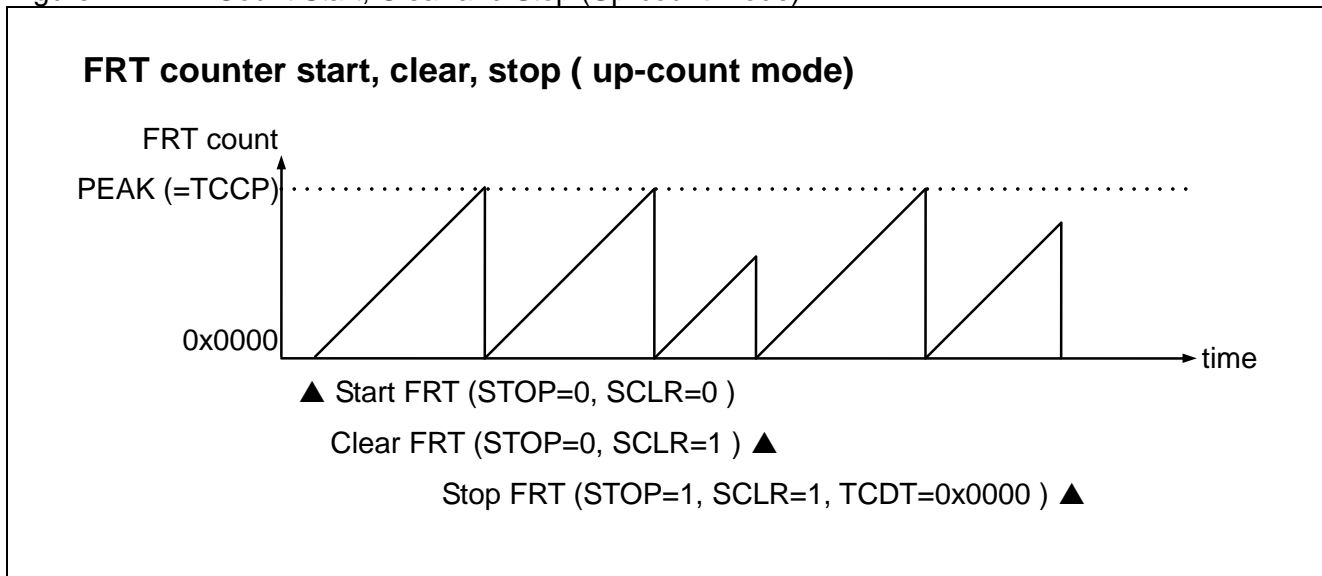 FRT counter start, clear, stop ( up-count mode)
FRT count
PEAK (=TCCP)
0x0000
time
▲ Start FRT (STOP=0, SCLR=0 )
Clear FRT (STOP=0, SCLR=1 ) ▲
Stop FRT (STOP=1, SCLR=1, TCDT=0x0000 ) ▲